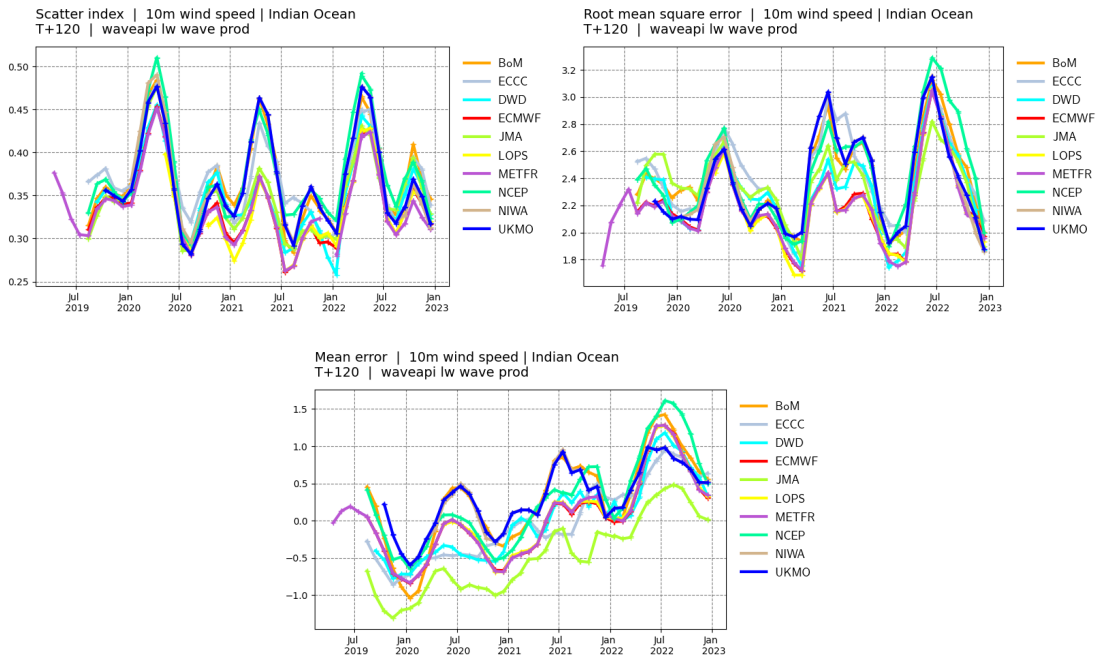 Scatter index | 10m wind speed | Indian Ocean
T+120 | waveapi lw wave prod
0.50
0.45
0.40
0.35
0.30
0.25
Jul 2019
Jan 2020
Jul 2020
Jan 2021
Jul 2021
Jan 2022
Jul 2022
Jan 2023
BoM
ECCC
DWD
ECMWF
JMA
LOPS
METFR
NCEP
NIWA
UKMO
Root mean square error | 10m wind speed | Indian Ocean
T+120 | waveapi lw wave prod
3.2
3.0
2.8
2.6
2.4
2.2
2.0
1.8
Jul 2019
Jan 2020
Jul 2020
Jan 2021
Jul 2021
Jan 2022
Jul 2022
Jan 2023
BoM
ECCC
DWD
ECMWF
JMA
LOPS
METFR
NCEP
NIWA
UKMO
Mean error | 10m wind speed | Indian Ocean
T+120 | waveapi lw wave prod
1.5
1.0
0.5
0.0
−0.5
−1.0
Jul 2019
Jan 2020
Jul 2020
Jan 2021
Jul 2021
Jan 2022
Jul 2022
Jan 2023
BoM
ECCC
DWD
ECMWF
JMA
LOPS
METFR
NCEP
NIWA
UKMO